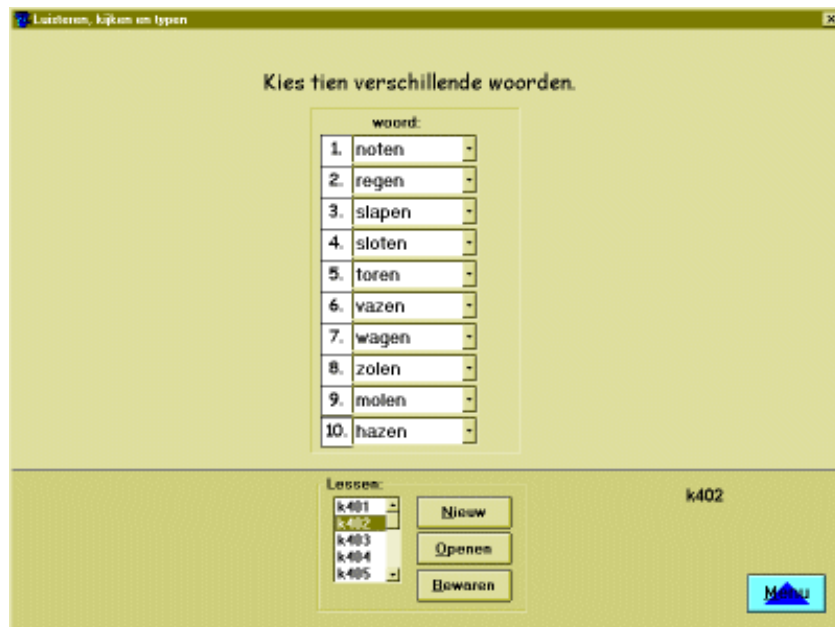 Luisteren, kijken en typen
Kies tien verschillende woorden.
woord:
1. noten
2. regen
3. slapen
4. sloten
5. toren
6. vazen
7. wagen
8. zolen
9. molen
10. hazen
Lessen:
k401
k402
k403
k404
k405
Nieuw
Openen
Bewaren
k402
Menu